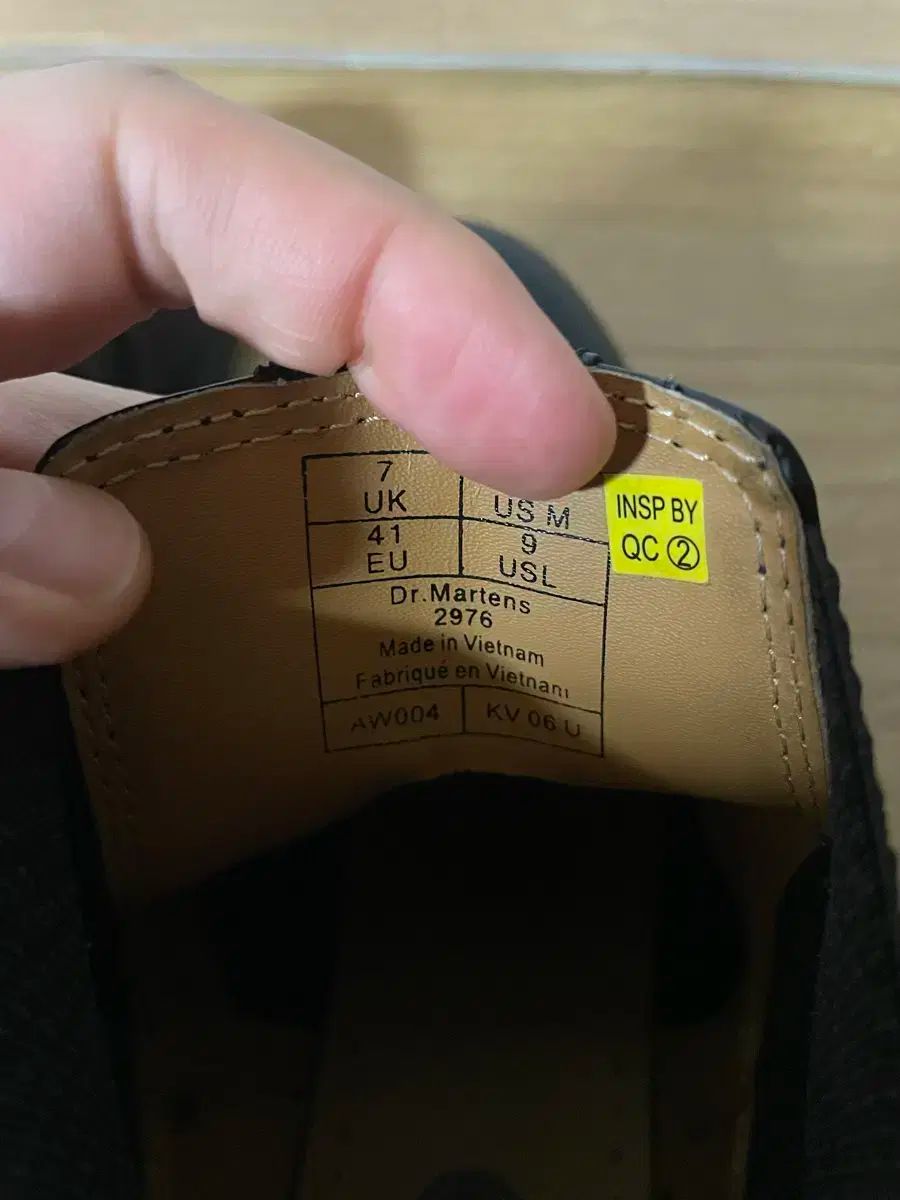 7
UK
US M
41
EU
9
USL
Dr.Martens
2976
Made in Vietnam
Fabriqué en Vietnam
AW004
KV 06 U
INSP BY
QC ②